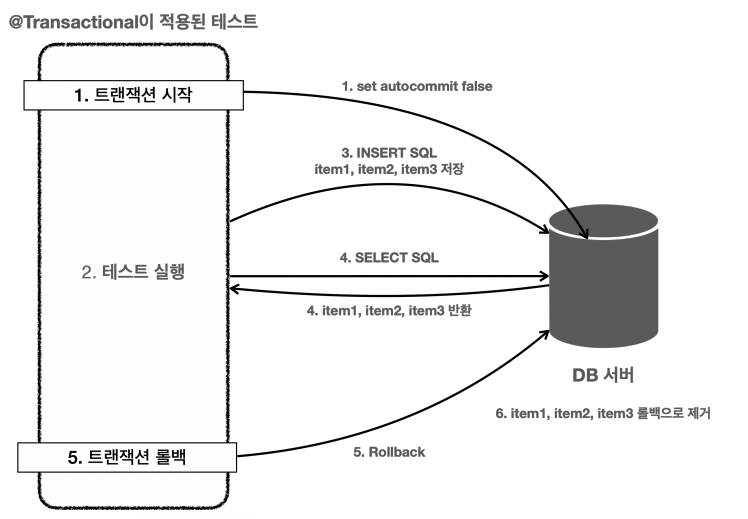 @Transactional이 적용된 테스트
1. 트랜잭션 시작
1. set autocommit false
3. INSERT SQL
item1, item2, item3 저장
2. 테스트 실행
4. SELECT SQL
4. item1, item2, item3 반환
DB 서버
6. item1, item2, item3 롤백으로 제거
5. 트랜잭션 롤백
5. Rollback